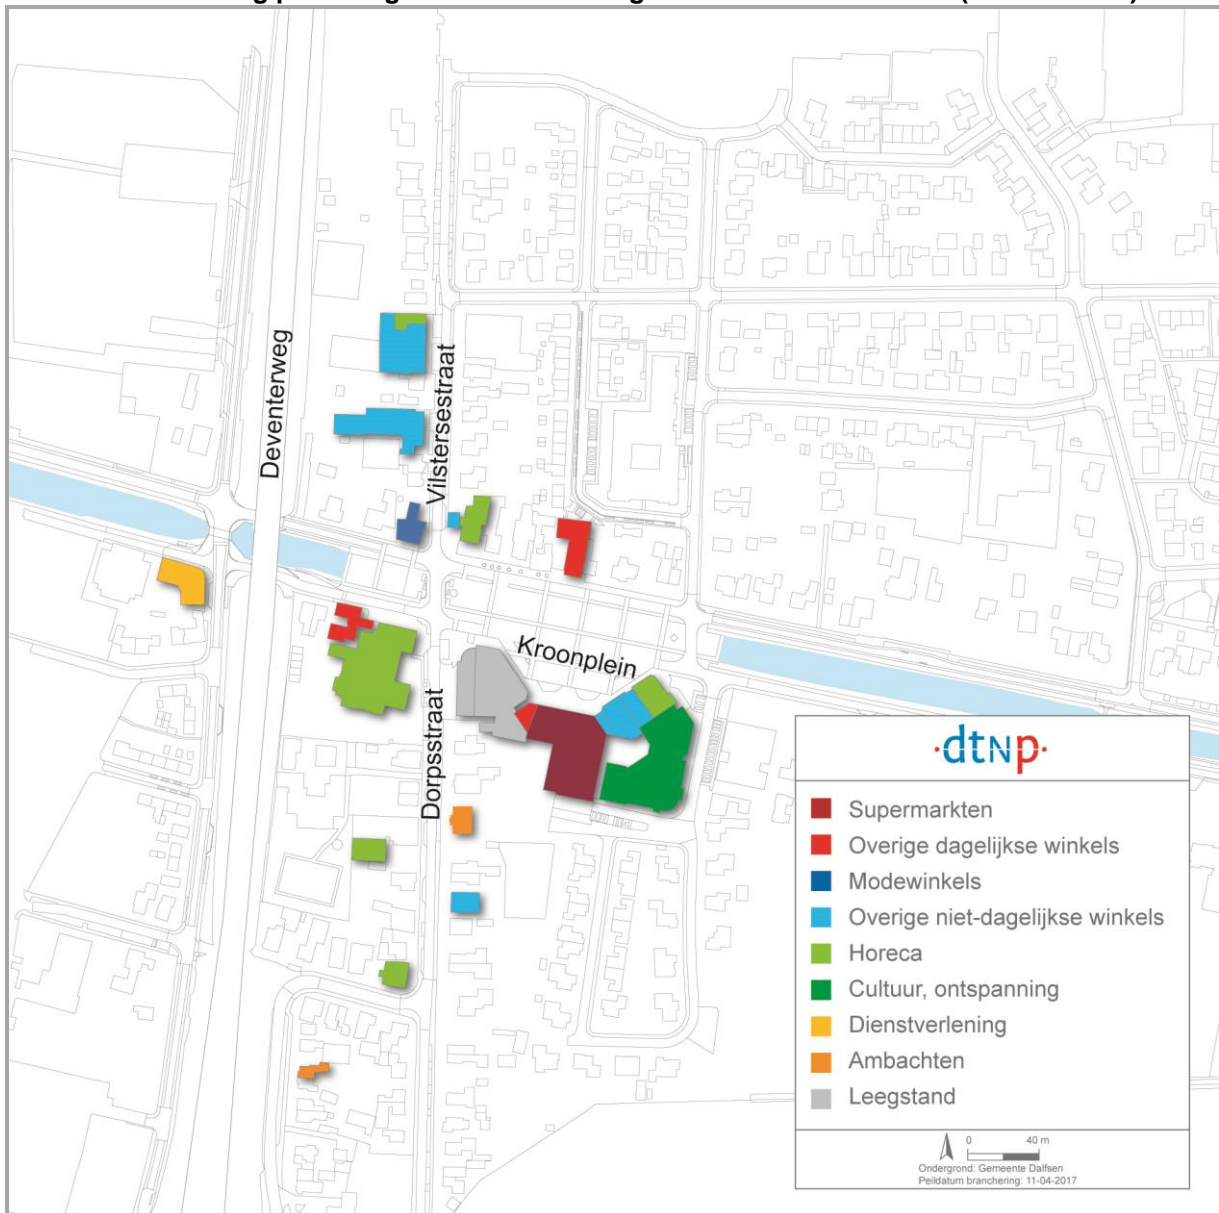 Deventerweg
Vilstersestraat
Kroonplein
Dorpsstraat
·dtNp·
Supermarkten
Overige dagelijkse winkels
Modewinkels
Overige niet-dagelijkse winkels
Horeca
Cultuur, ontspanning
Dienstverlening
Ambachten
Leegstand
0 40 m
Ondergrond: Gemeente Dalfsen
Peildatum branchering: 11-04-2017